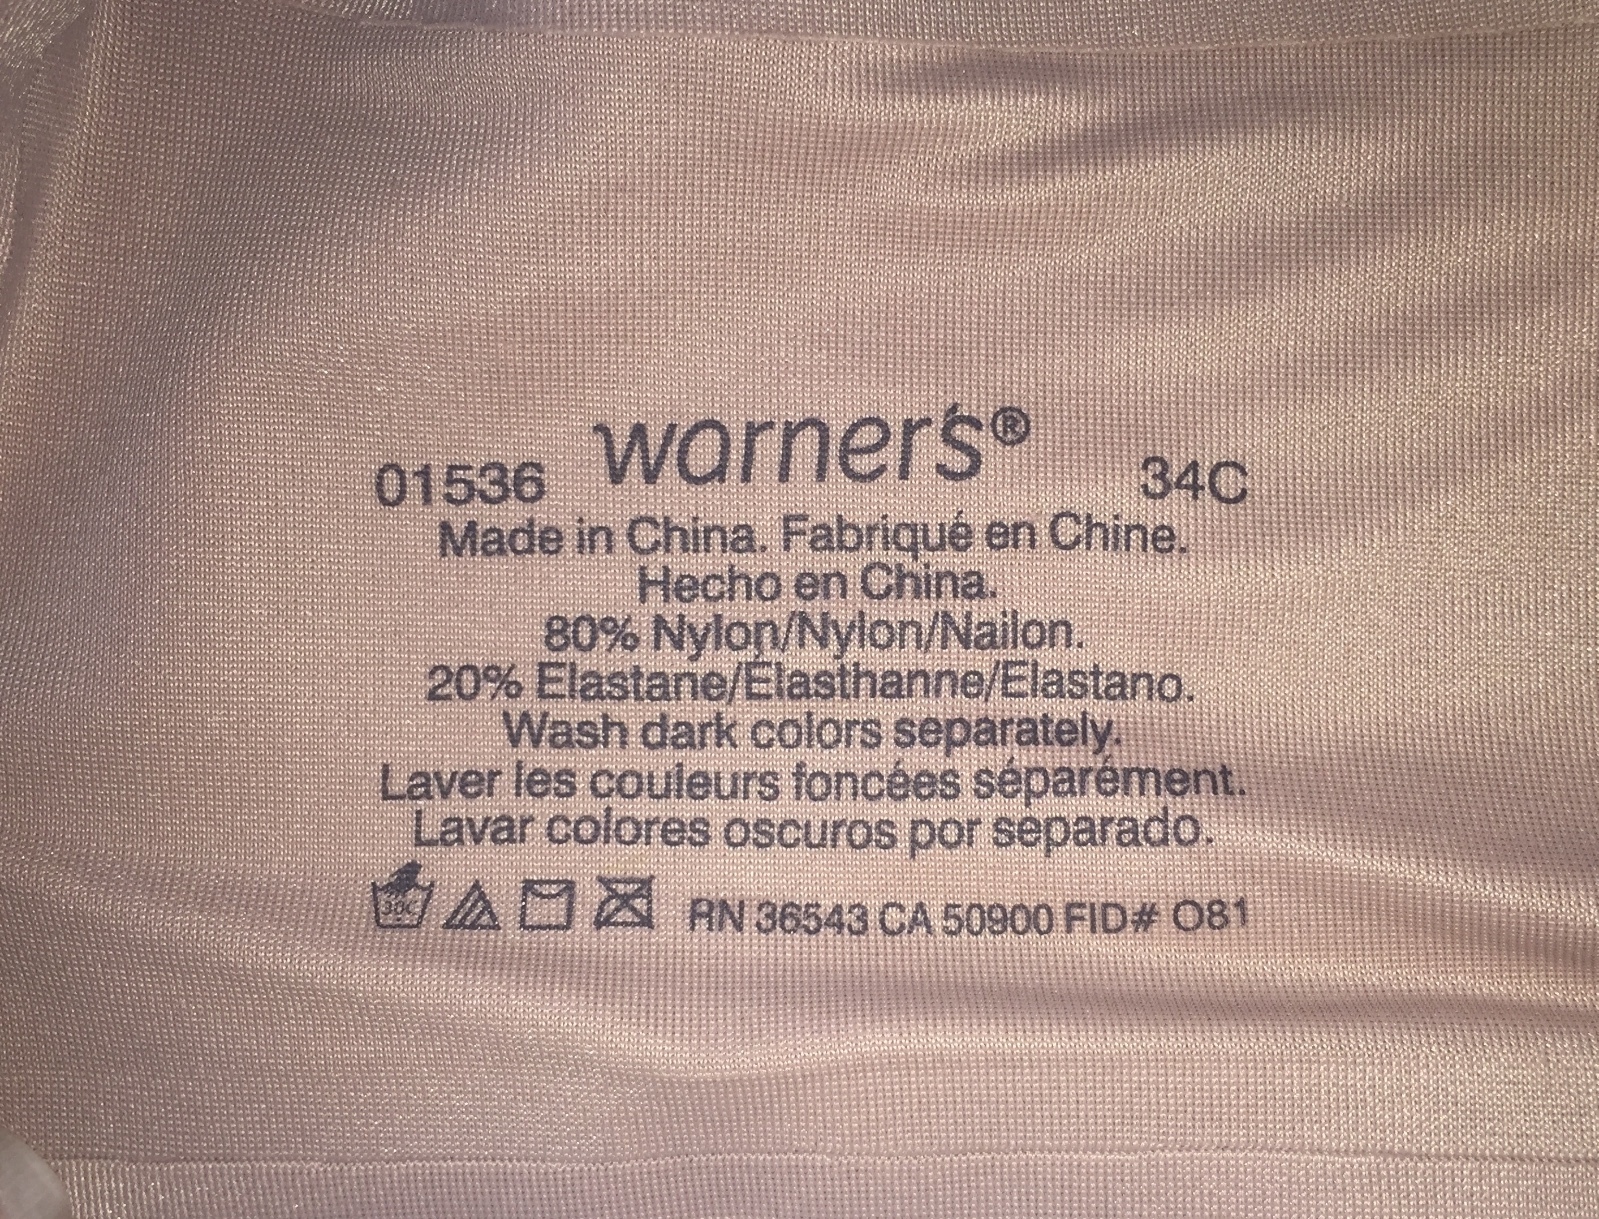 01536 warner's® 34C
Made in China. Fabriqué en Chine.
Hecho en China.
80% Nylon/Nylon/Nailon.
20% Elastane/Élasthanne/Elastano.
Wash dark colors separately.
Laver les couleurs foncées séparément.
Lavar colores oscuros por separado.
30C RN 36543 CA 50900 FID# O81